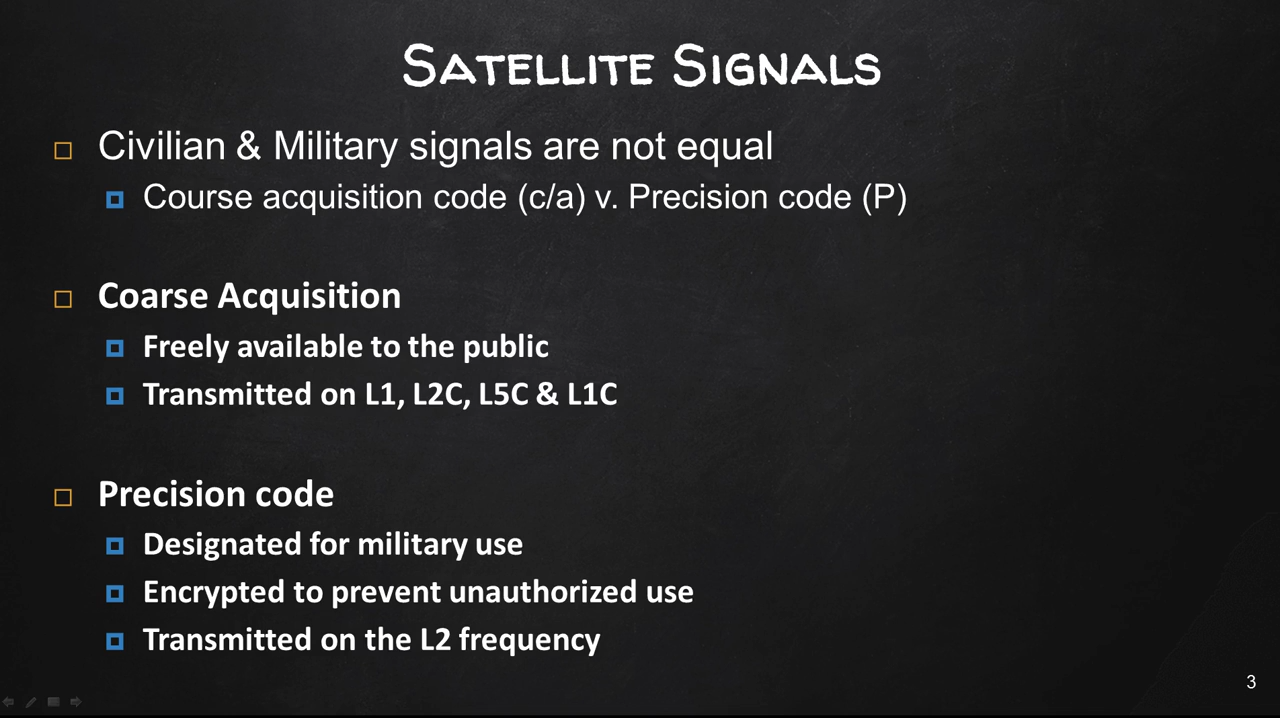 Satellite Signals
Civilian & Military signals are not equal
Course acquisition code (c/a) v. Precision code (P)
Coarse Acquisition
Freely available to the public
Transmitted on L1, L2C, L5C & L1C
Precision code
Designated for military use
Encrypted to prevent unauthorized use
Transmitted on the L2 frequency
3